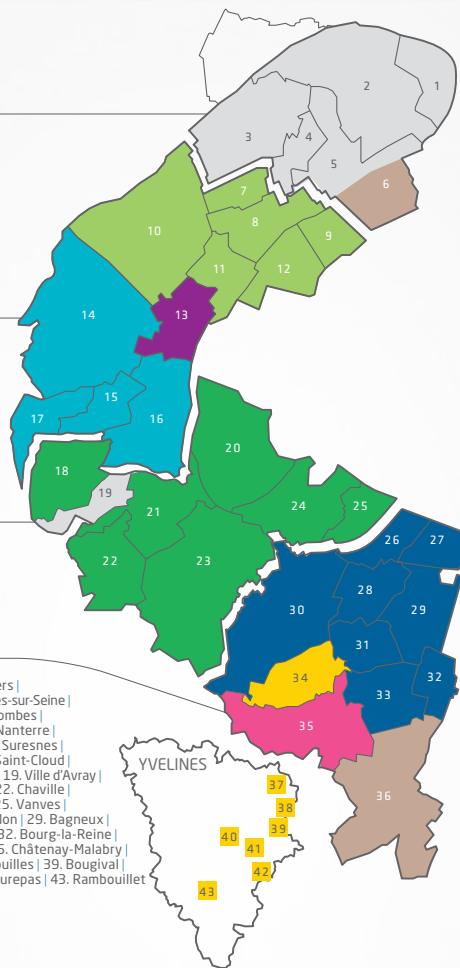 1
2
3
4
5
6
7
8
9
10
11
12
13
14
15
16
17
18
19
20
21
22
23
24
25
26
27
28
29
30
31
32
33
34
35
36
ers |
es-sur-Seine |
ombes |
Nanterre |
Suresnes |
Saint-Cloud |
19. Ville d'Avray |
22. Chaville |
25. Vanves |
lon | 29. Bagneux |
32. Bourg-la-Reine |
5. Châtenay-Malabry |
ouilles | 39. Bougival |
urepas | 43. Rambouillet
YVELINES
37
38
39
40
41
42
43